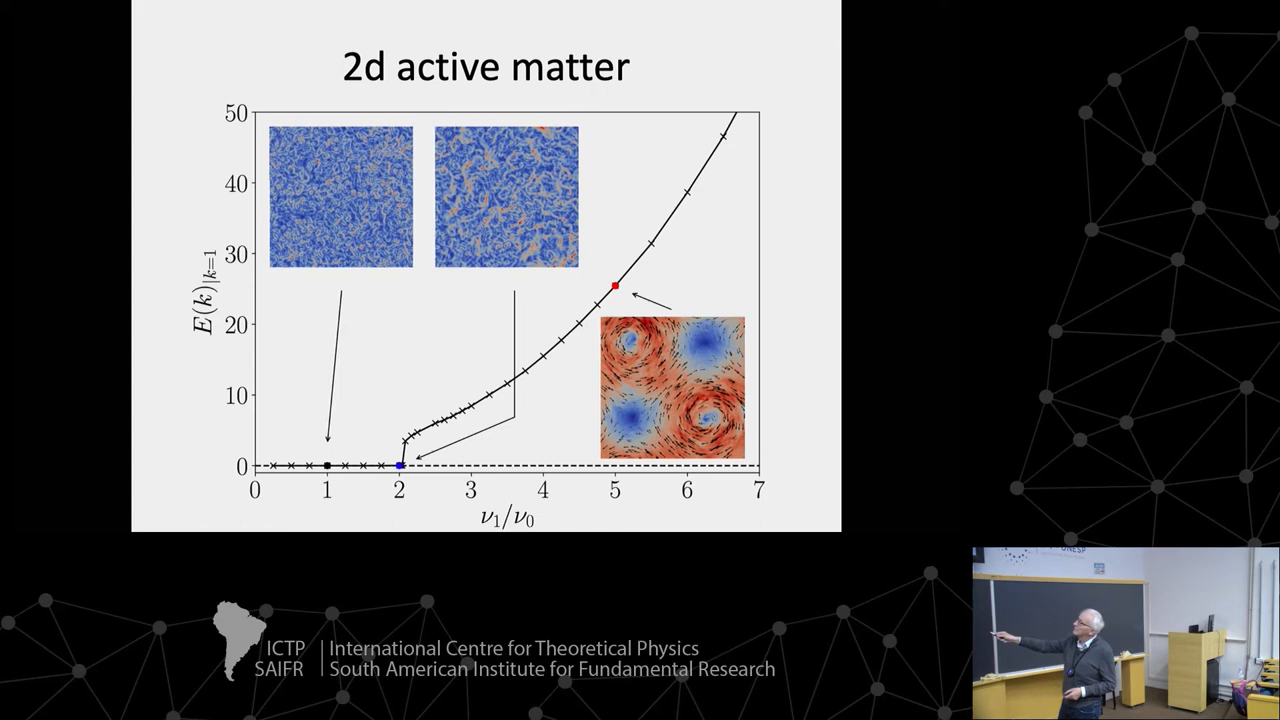 2d active matter
50
40
30
20
10
0
E(k)|k=1
0 1 2 3 4 5 6 7
ν₁/ν₀
UNESP
ICTP | International Centre for Theoretical Physics
SAIFR | South American Institute for Fundamental Research